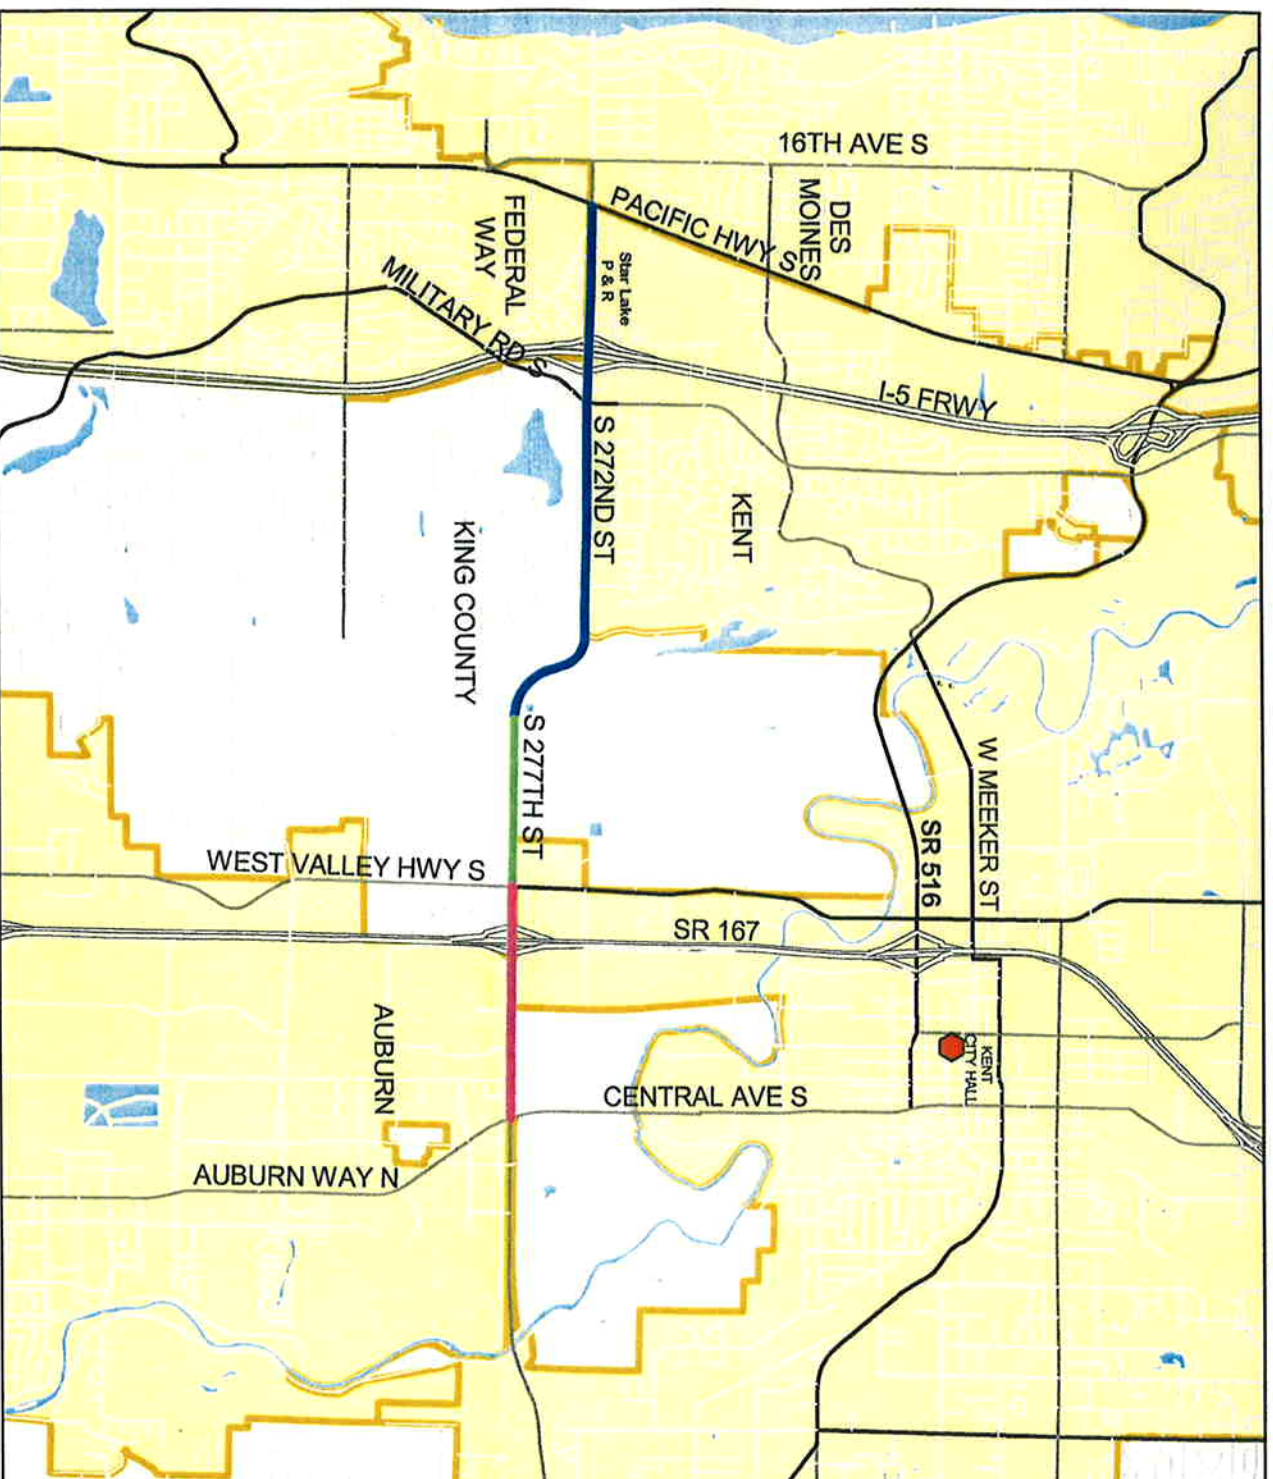 16TH AVE S
DES
MOINES
PACIFIC HWY S
FEDERAL
WAY
Star Lake
P & R
MILITARY RD S
I-5 FRWY
S 272ND ST
KENT
KING COUNTY
S 277TH ST
W MEEKER ST
SR 516
WEST VALLEY HWY S
SR 167
AUBURN
KENT
CITY HALL
CENTRAL AVE S
AUBURN WAY N